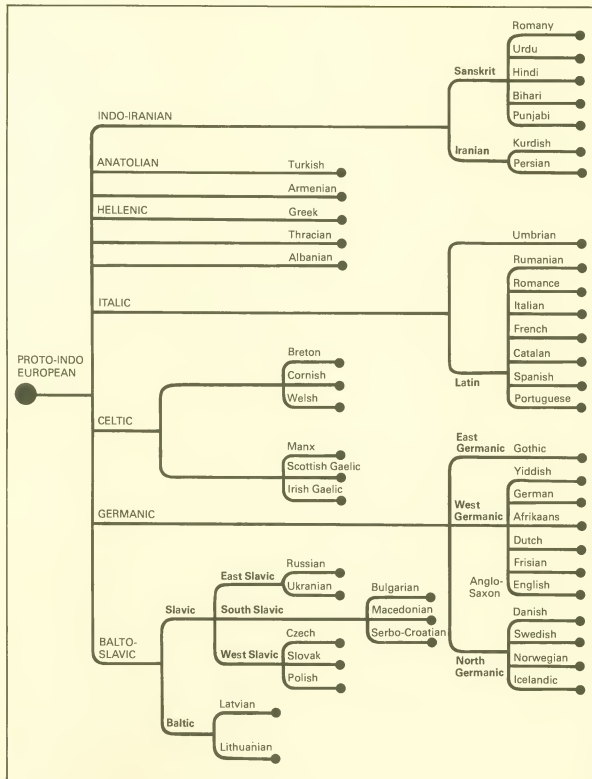 Romany
Urdu
Sanskrit
Hindi
Bihari
Punjabi
INDO-IRANIAN
Iranian
Kurdish
Persian
ANATOLIAN
Turkish
Armenian
HELLENIC
Greek
Thracian
Albanian
Umbrian
Rumanian
Romance
ITALIC
Italian
French
Catalan
Latin
Spanish
Portuguese
PROTO-INDO
EUROPEAN
Breton
Cornish
Welsh
CELTIC
Manx
Scottish Gaelic
Irish Gaelic
East
Germanic
Gothic
Yiddish
West
Germanic
German
GERMANIC
Afrikaans
Dutch
Frisian
Anglo-
Saxon
English
Danish
Swedish
North
Germanic
Norwegian
Icelandic
East Slavic
Russian
Ukranian
Slavic
South Slavic
Bulgarian
Macedonian
Serbo-Croatian
BALTO-
SLAVIC
West Slavic
Czech
Slovak
Polish
Baltic
Latvian
Lithuanian